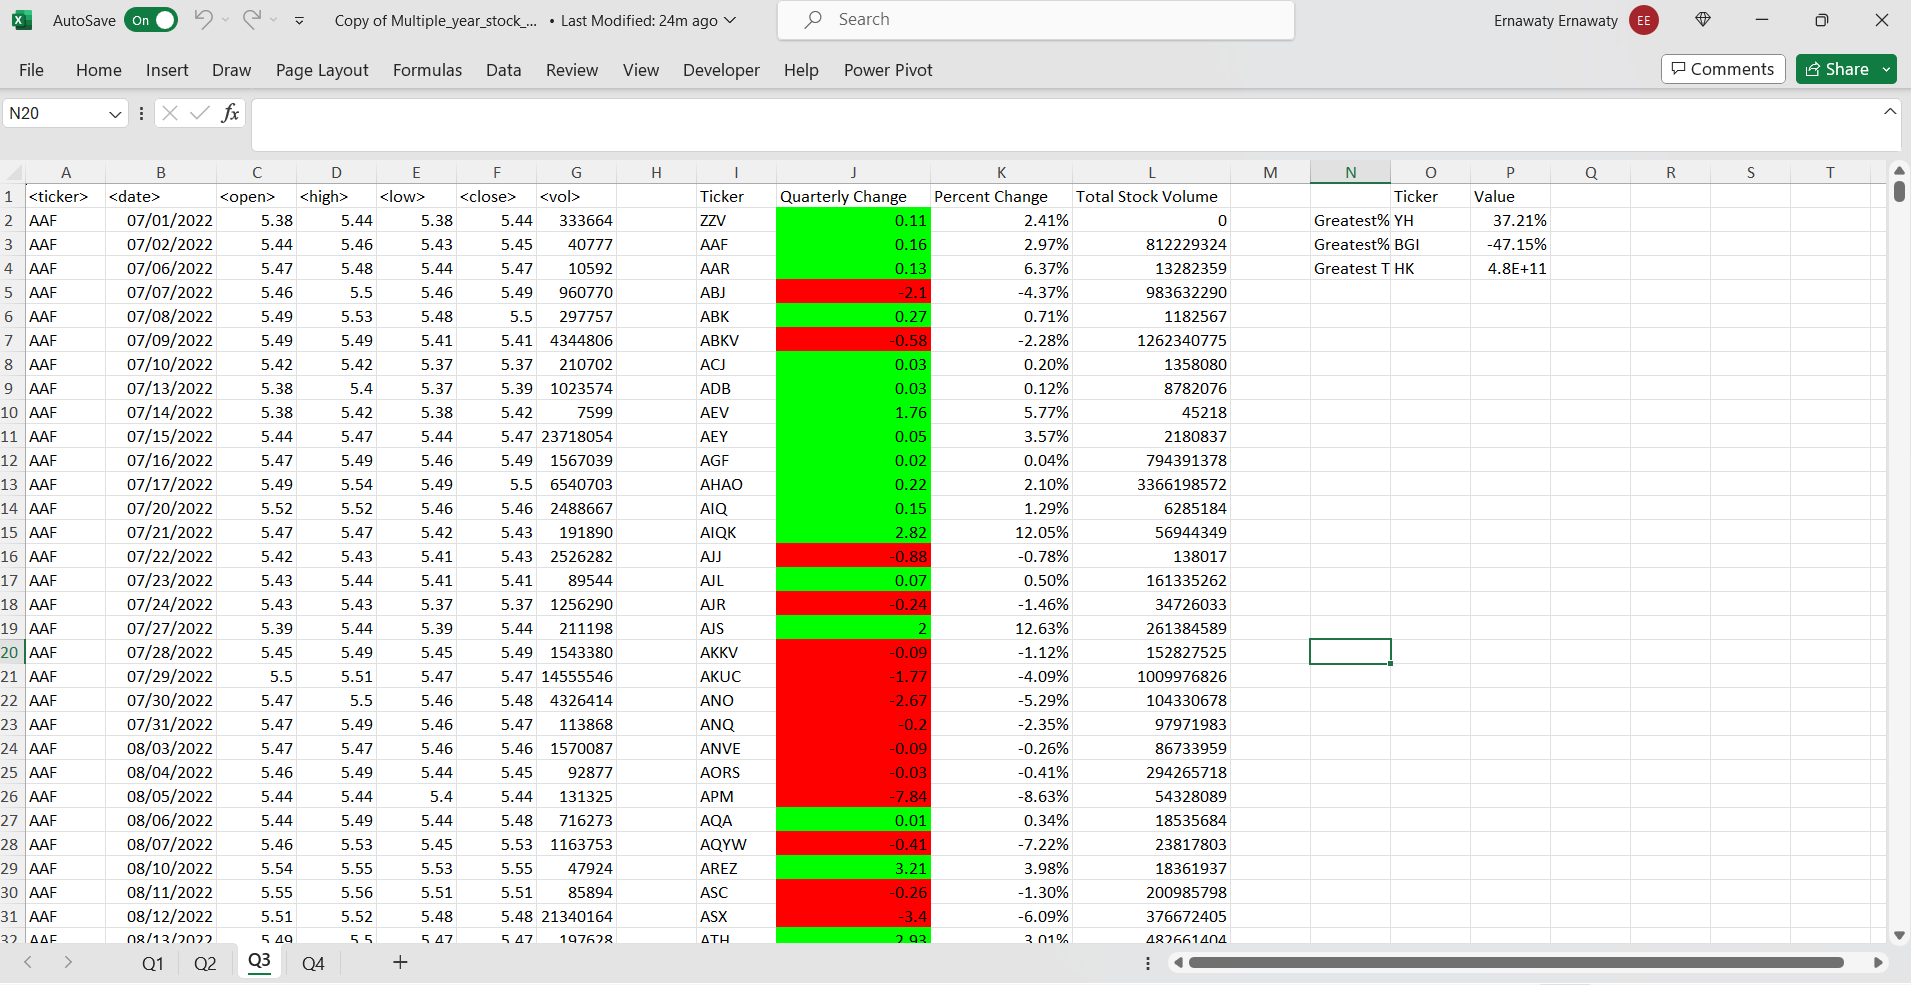 AutoSave On Copy of Multiple_year_stock_... • Last Modified: 24m ago Search Ernawaty Ernawaty EE
File Home Insert Draw Page Layout Formulas Data Review View Developer Help Power Pivot Comments Share
N20 fx
A B C D E F G H I J K L M N O P Q R S T
1 <ticker> <date> <open> <high> <low> <close> <vol> Ticker Quarterly Change Percent Change Total Stock Volume Ticker Value
2 AAF 07/01/2022 5.38 5.44 5.38 5.44 333664 ZZV 0.11 2.41% 0 Greatest% YH 37.21%
3 AAF 07/02/2022 5.44 5.46 5.43 5.45 40777 AAF 0.16 2.97% 812229324 Greatest% BGI -47.15%
4 AAF 07/06/2022 5.47 5.48 5.44 5.47 10592 AAR 0.13 6.37% 13282359 Greatest T HK 4.8E+11
5 AAF 07/07/2022 5.46 5.5 5.46 5.49 960770 ABJ -2.1 -4.37% 983632290
6 AAF 07/08/2022 5.49 5.53 5.48 5.5 297757 ABK 0.27 0.71% 1182567
7 AAF 07/09/2022 5.49 5.49 5.41 5.41 4344806 ABKV -0.58 -2.28% 1262340775
8 AAF 07/10/2022 5.42 5.42 5.37 5.37 210702 ACJ 0.03 0.20% 1358080
9 AAF 07/13/2022 5.38 5.4 5.37 5.39 1023574 ADB 0.03 0.12% 8782076
10 AAF 07/14/2022 5.38 5.42 5.38 5.42 7599 AEV 1.76 5.77% 45218
11 AAF 07/15/2022 5.44 5.47 5.44 5.47 23718054 AEY 0.05 3.57% 2180837
12 AAF 07/16/2022 5.47 5.49 5.46 5.49 1567039 AGF 0.02 0.04% 794391378
13 AAF 07/17/2022 5.49 5.54 5.49 5.5 6540703 AHAO 0.22 2.10% 3366198572
14 AAF 07/20/2022 5.52 5.52 5.46 5.46 2488667 AIQ 0.15 1.29% 6285184
15 AAF 07/21/2022 5.47 5.47 5.42 5.43 191890 AIQK 2.82 12.05% 56944349
16 AAF 07/22/2022 5.42 5.43 5.41 5.43 2526282 AJJ -0.88 -0.78% 138017
17 AAF 07/23/2022 5.43 5.44 5.41 5.41 89544 AJL 0.07 0.50% 161335262
18 AAF 07/24/2022 5.43 5.43 5.37 5.37 1256290 AJR -0.24 -1.46% 34726033
19 AAF 07/27/2022 5.39 5.44 5.39 5.44 211198 AJS 2 12.63% 261384589
20 AAF 07/28/2022 5.45 5.49 5.45 5.49 1543380 AKKV -0.09 -1.12% 152827525
21 AAF 07/29/2022 5.5 5.51 5.47 5.47 14555546 AKUC -1.77 -4.09% 1009976826
22 AAF 07/30/2022 5.47 5.5 5.46 5.48 4326414 ANO -2.67 -5.29% 104330678
23 AAF 07/31/2022 5.47 5.49 5.46 5.47 113868 ANQ -0.2 -2.35% 97971983
24 AAF 08/03/2022 5.47 5.47 5.46 5.46 1570087 ANVE -0.09 -0.26% 86733959
25 AAF 08/04/2022 5.46 5.49 5.44 5.45 92877 AORS -0.03 -0.41% 294265718
26 AAF 08/05/2022 5.44 5.44 5.4 5.44 131325 APM -7.84 -8.63% 54328089
27 AAF 08/06/2022 5.44 5.49 5.44 5.48 716273 AQA 0.01 0.34% 18535684
28 AAF 08/07/2022 5.46 5.53 5.45 5.53 1163753 AQYW -0.41 -7.22% 23817803
29 AAF 08/10/2022 5.54 5.55 5.53 5.55 47924 AREZ 3.21 3.98% 18361937
30 AAF 08/11/2022 5.55 5.56 5.51 5.51 85894 ASC -0.26 -1.30% 200985798
31 AAF 08/12/2022 5.51 5.52 5.48 5.48 21340164 ASX -3.4 -6.09% 376672405
32 AAF 08/13/2022 5.49 5.5 5.47 5.47 197628 ATH 2.93 3.01% 482661404
Q1 Q2 Q3 Q4